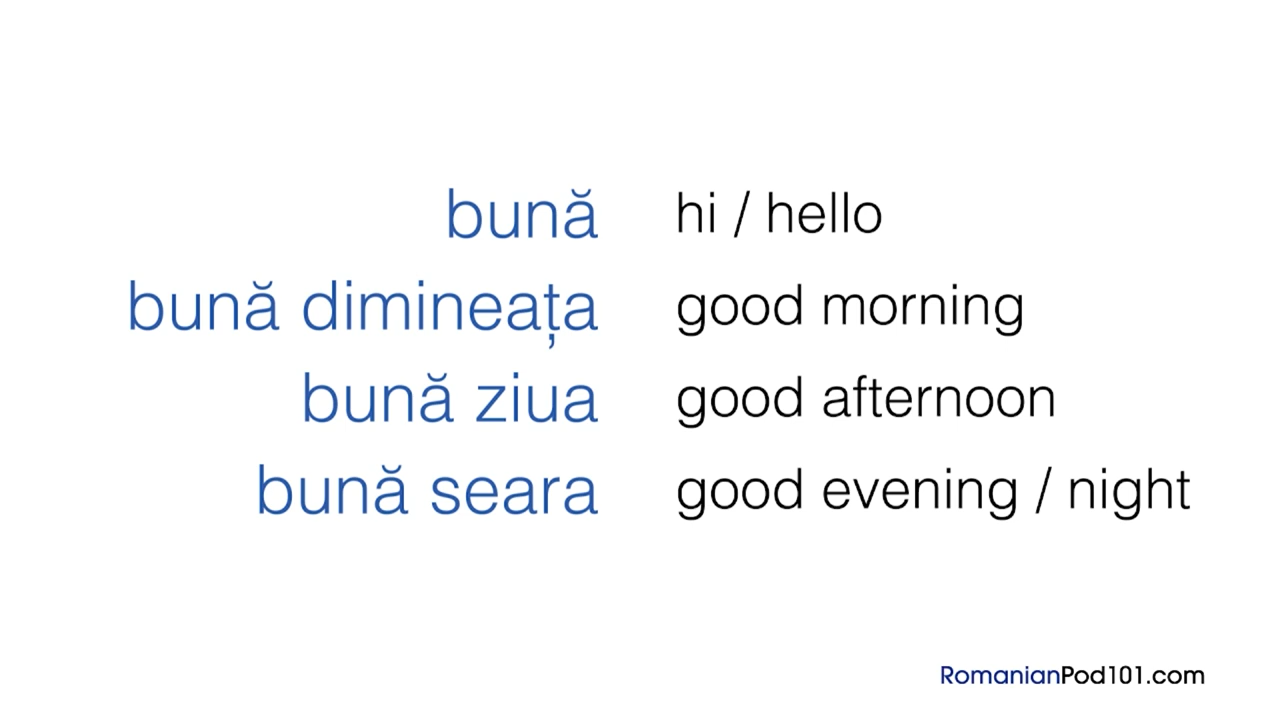 bună hi / hello
bună dimineața good morning
bună ziua good afternoon
bună seara good evening / night
RomanianPod101.com